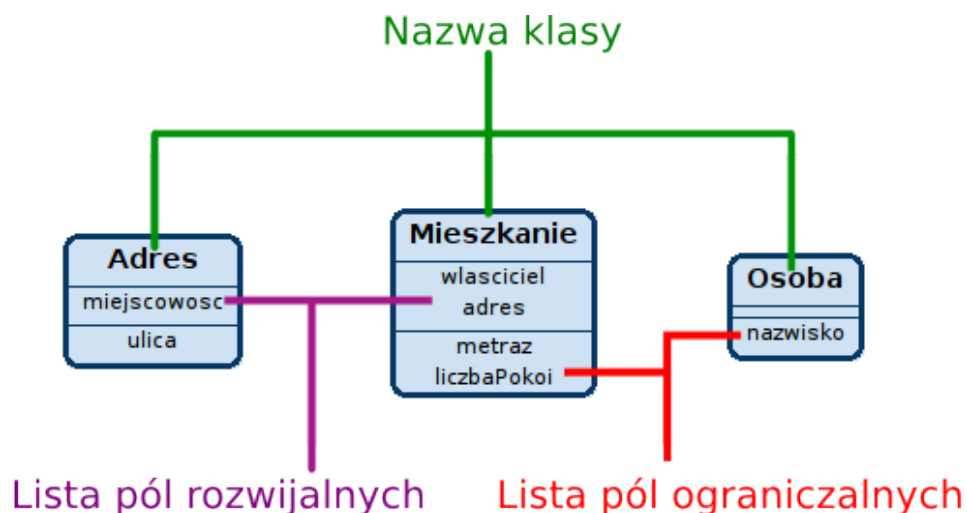 Nazwa klasy
Adres
miejscowosc
ulica
Mieszkanie
wlasciciel
adres
metraz
liczbaPokoi
Osoba
nazwisko
Lista pól rozwijalnych
Lista pól ograniczalnych